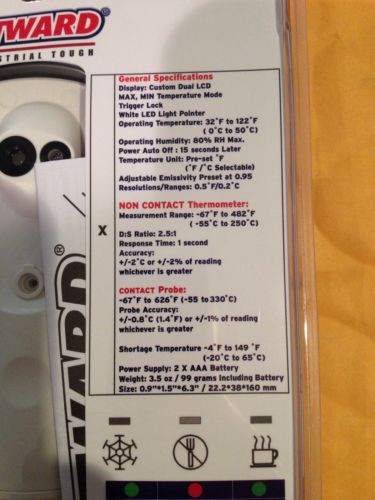 WARD®
STRIAL TOUGH
General Specifications
Display: Custom Dual LCD
MAX, MIN Temperature Mode
Trigger Lock
White LED Light Pointer
Operating Temperature: 32°F to 122°F
( 0°C to 50°C)
Operating Humidity: 80% RH Max.
Power Auto Off : 15 seconds Later
Temperature Unit: Pre-set °F
(°F /°C Selectable)
Adjustable Emissivity Preset at 0.95
Resolutions/Ranges: 0.5°F/0.2°C
NON CONTACT Thermometer:
Measurement Range: -67°F to 482°F
(-55°C to 250°C)
X
D:S Ratio: 2.5:1
Response Time: 1 second
Accuracy:
+/-2°C or +/-2% of reading
whichever is greater
CONTACT Probe:
-67°F to 626°F (-55 to 330°C)
Probe Accuracy:
+/-0.8°C (1.4°F) or +/-1% of reading
whichever is greater
Shortage Temperature -4°F to 149 °F
(-20°C to 65°C)
Power Supply: 2 X AAA Battery
Weight: 3.5 oz / 99 grams Including Battery
Size: 0.9"*1.5"*6.3" / 22.2*38*160 mm
WARD®